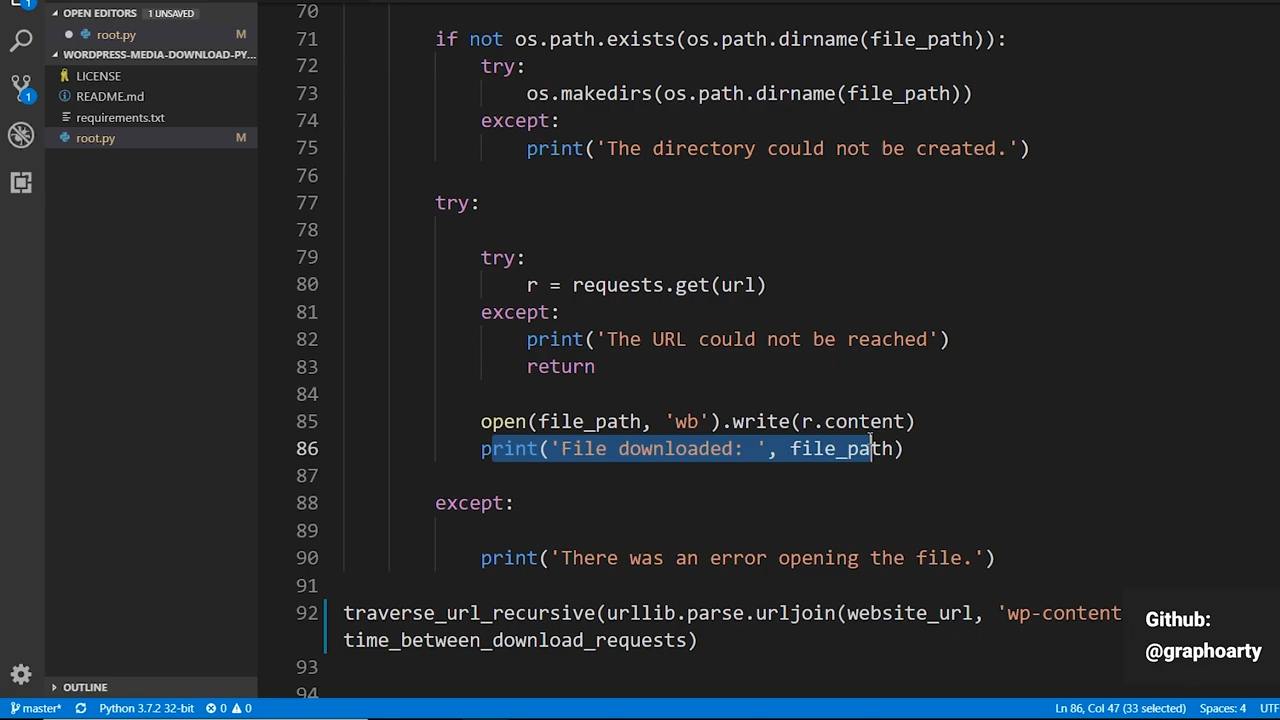 OPEN EDITORS 1 UNSAVED
root.py M
WORDPRESS-MEDIA-DOWNLOAD-PY...
LICENSE
README.md
requirements.txt
root.py M
OUTLINE
70
71 if not os.path.exists(os.path.dirname(file_path)):
72 try:
73 os.makedirs(os.path.dirname(file_path))
74 except:
75 print('The directory could not be created.')
76
77 try:
78
79 try:
80 r = requests.get(url)
81 except:
82 print('The URL could not be reached')
83 return
84
85 open(file_path, 'wb').write(r.content)
86 print('File downloaded: ', file_path)
87
88 except:
89
90 print('There was an error opening the file.')
91
92 traverse_url_recursive(urllib.parse.urljoin(website_url, 'wp-content
time_between_download_requests)
93
94
Github:
@graphoarty
1
1
master* Python 3.7.2 32-bit 0 0 Ln 86, Col 47 (33 selected) Spaces: 4 UTF